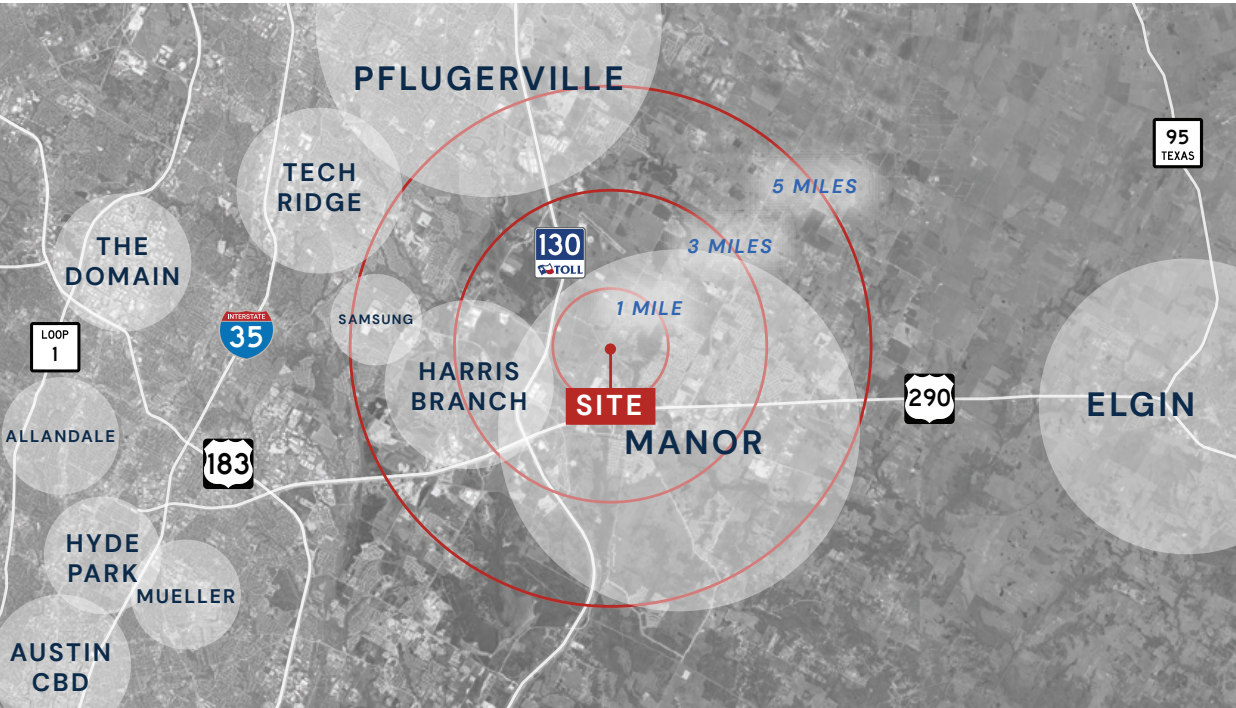 PFLUGERVILLE
95
TEXAS
TECH
RIDGE
5 MILES
THE
DOMAIN
3 MILES
130
TOLL
1 MILE
SAMSUNG
INTERSTATE
35
LOOP
1
HARRIS
BRANCH
SITE
290
ELGIN
MANOR
ALLANDALE
183
HYDE
PARK
MUELLER
AUSTIN
CBD